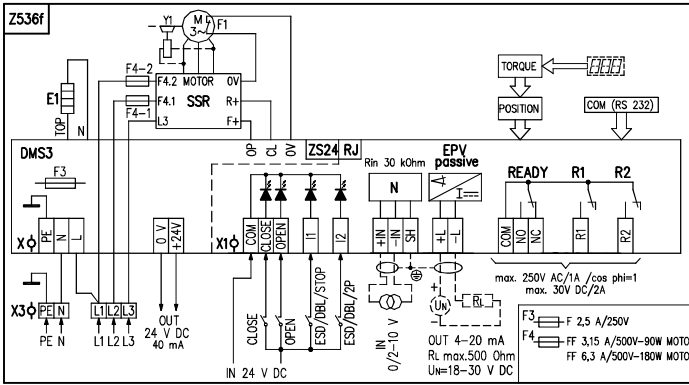 Z536f
Y1
M
3~
F1
F4-2
F4.2 MOTOR 0V
E1
F4.1 SSR R+
F4-1
L3 F+
TOP
N
OP
CL
0V
TORQUE
POSITION
COM (RS 232)
DMS3
F3
ZS24 RJ
Rin 30 kOhm
N
EPV
passive
READY R1 R2
X
PE
N
L
0 V
+24V
X1
COM
CLOSE
OPEN
I1
I2
+IN
-IN
SH
+L
-L
COM
NO
NC
R1
R2
max. 250V AC/1A /cos phi=1
max. 30V DC/2A
X3
PE N
L1 L2 L3
PE N
L1 L2 L3
OUT
24 V DC
40 mA
CLOSE
OPEN
ESD/DBL/STOP
ESD/DBL/2P
IN 24 V DC
IN
0/2-10 V
+
UN
-
RL
OUT 4-20 mA
RL max.500 Ohm
UN=18-30 V DC
F3 F 2,5 A/250V
F4 FF 3,15 A/500V-90W MOTO
FF 6,3 A/500V-180W MOTO